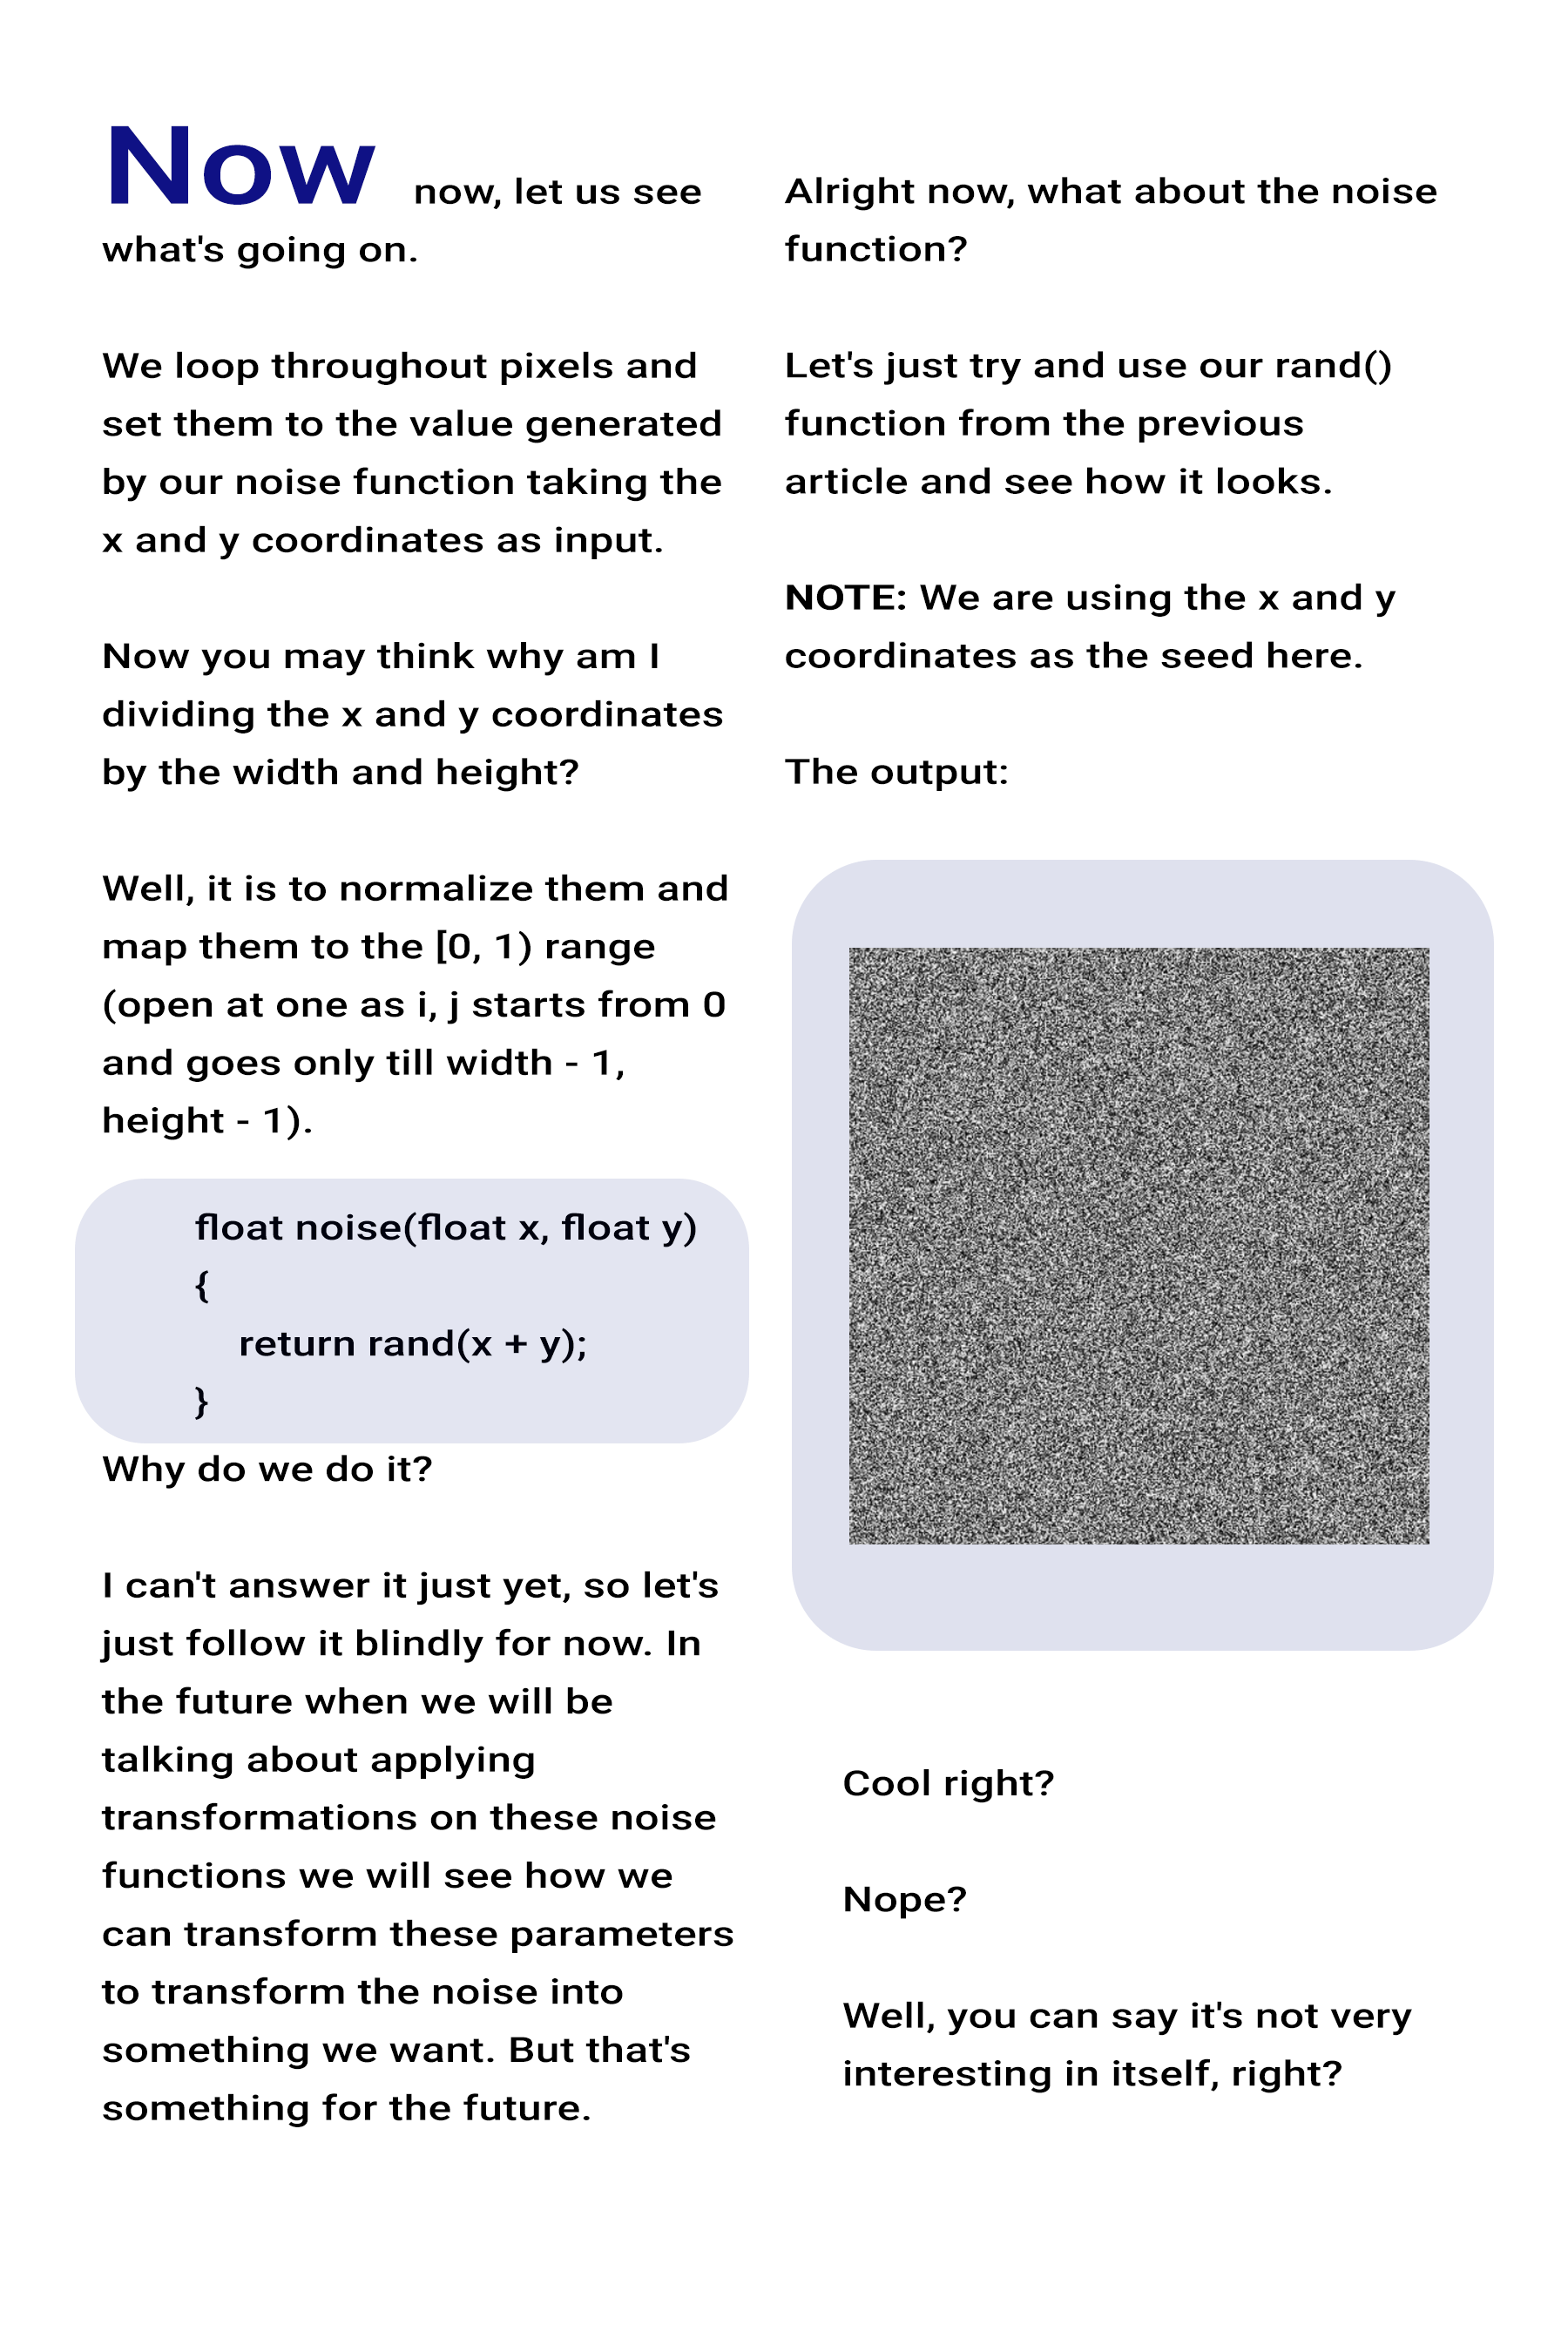 Now now, let us see
what's going on.
We loop throughout pixels and
set them to the value generated
by our noise function taking the
x and y coordinates as input.
Now you may think why am I
dividing the x and y coordinates
by the width and height?
Well, it is to normalize them and
map them to the [0, 1) range
(open at one as i, j starts from 0
and goes only till width - 1,
height - 1).
float noise(float x, float y)
{
return rand(x + y);
}
Why do we do it?
I can't answer it just yet, so let's
just follow it blindly for now. In
the future when we will be
talking about applying
transformations on these noise
functions we will see how we
can transform these parameters
to transform the noise into
something we want. But that's
something for the future.
Alright now, what about the noise
function?
Let's just try and use our rand()
function from the previous
article and see how it looks.
NOTE: We are using the x and y
coordinates as the seed here.
The output:
Cool right?
Nope?
Well, you can say it's not very
interesting in itself, right?